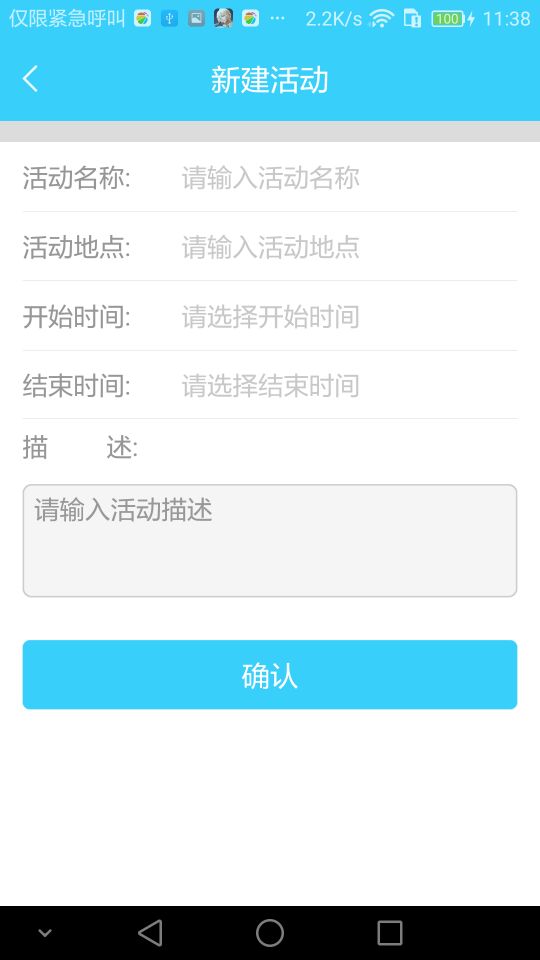 仅限紧急呼叫 ··· 2.2K/s 100 11:38
新建活动
活动名称: 请输入活动名称
活动地点: 请输入活动地点
开始时间: 请选择开始时间
结束时间: 请选择结束时间
描 述:
请输入活动描述
确认